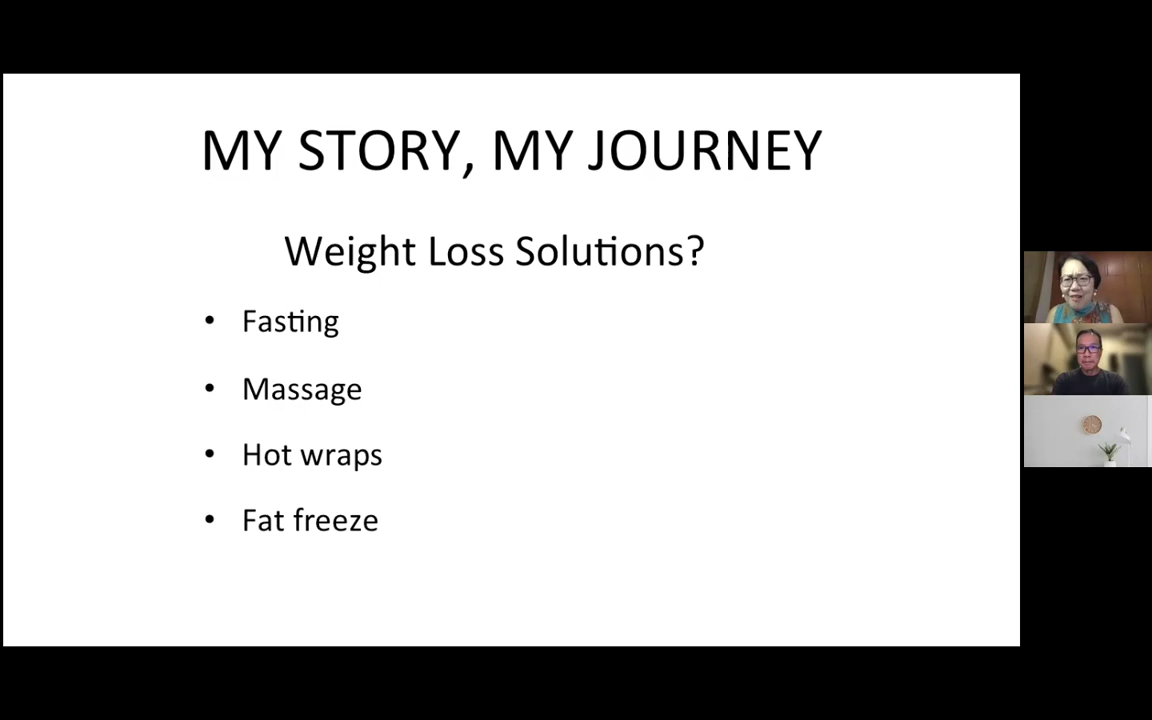 MY STORY, MY JOURNEY
Weight Loss Solutions?
• Fasting
• Massage
• Hot wraps
• Fat freeze